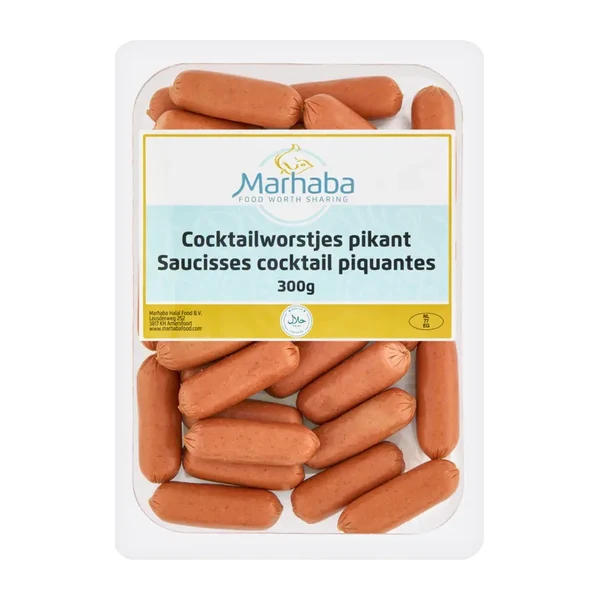 Marhaba
FOOD WORTH SHARING
Cocktailworstjes pikant
Saucisses cocktail piquantes
300g
Marhaba Halal Food B.V.
Leusderweg 252
3817 KH Amersfoort
www.marhabafood.com
حلال
NL
77
EG